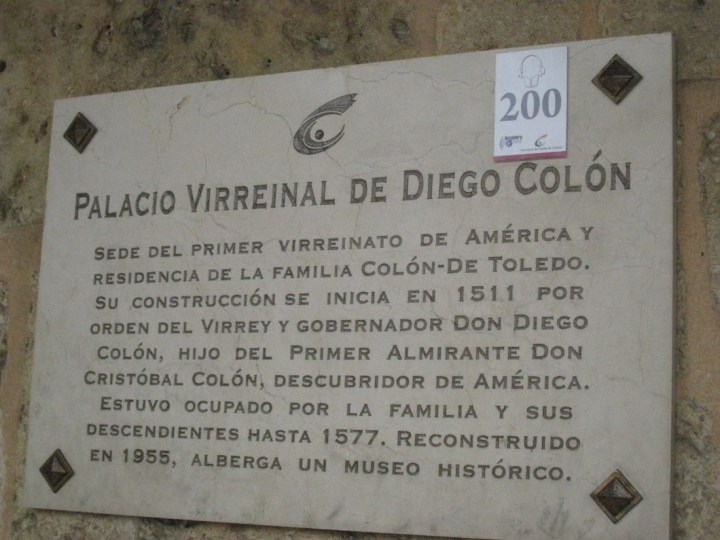 200
PALACIO VIRREINAL DE DIEGO COLÓN
SEDE DEL PRIMER VIRREINATO DE AMÉRICA Y
RESIDENCIA DE LA FAMILIA COLÓN-DE TOLEDO.
SU CONSTRUCCIÓN SE INICIA EN 1511 POR
ORDEN DEL VIRREY Y GOBERNADOR DON DIEGO
COLÓN, HIJO DEL PRIMER ALMIRANTE DON
CRISTÓBAL COLÓN, DESCUBRIDOR DE AMÉRICA.
ESTUVO OCUPADO POR LA FAMILIA Y SUS
DESCENDIENTES HASTA 1577. RECONSTRUIDO
EN 1955, ALBERGA UN MUSEO HISTÓRICO.